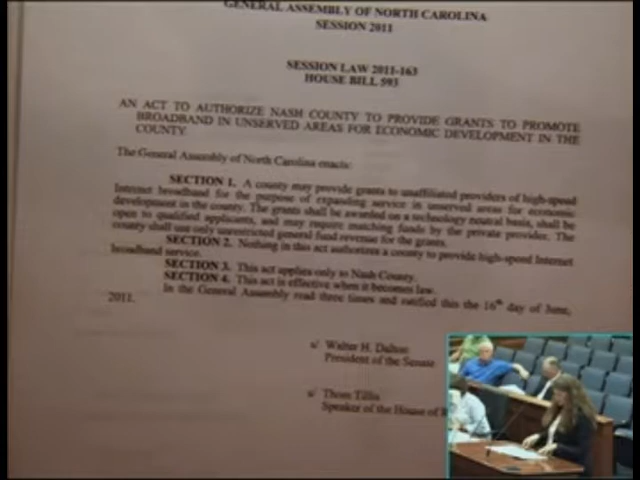 GENERAL ASSEMBLY OF NORTH CAROLINA
SESSION 2011
SESSION LAW 2011-163
HOUSE BILL 593
AN ACT TO AUTHORIZE NASH COUNTY TO PROVIDE GRANTS TO PROMOTE
BROADBAND IN UNSERVED AREAS FOR ECONOMIC DEVELOPMENT IN THE
COUNTY.
The General Assembly of North Carolina enacts:
SECTION 1. A county may provide grants to unaffiliated providers of high-speed
Internet broadband for the purpose of expanding service in unserved areas for economic
development in the county. The grants shall be awarded on a technology neutral basis, shall be
open to qualified applicants, and may require matching funds by the private provider. The
county shall use only unrestricted general fund revenue for the grants.
SECTION 2. Nothing in this act authorizes a county to provide high-speed Internet
broadband service.
SECTION 3. This act applies only to Nash County.
SECTION 4. This act is effective when it becomes law.
In the General Assembly read three times and ratified this the 16th day of June,
2011.
s/ Walter H. Dalton
President of the Senate
s/ Thom Tillis
Speaker of the House of R